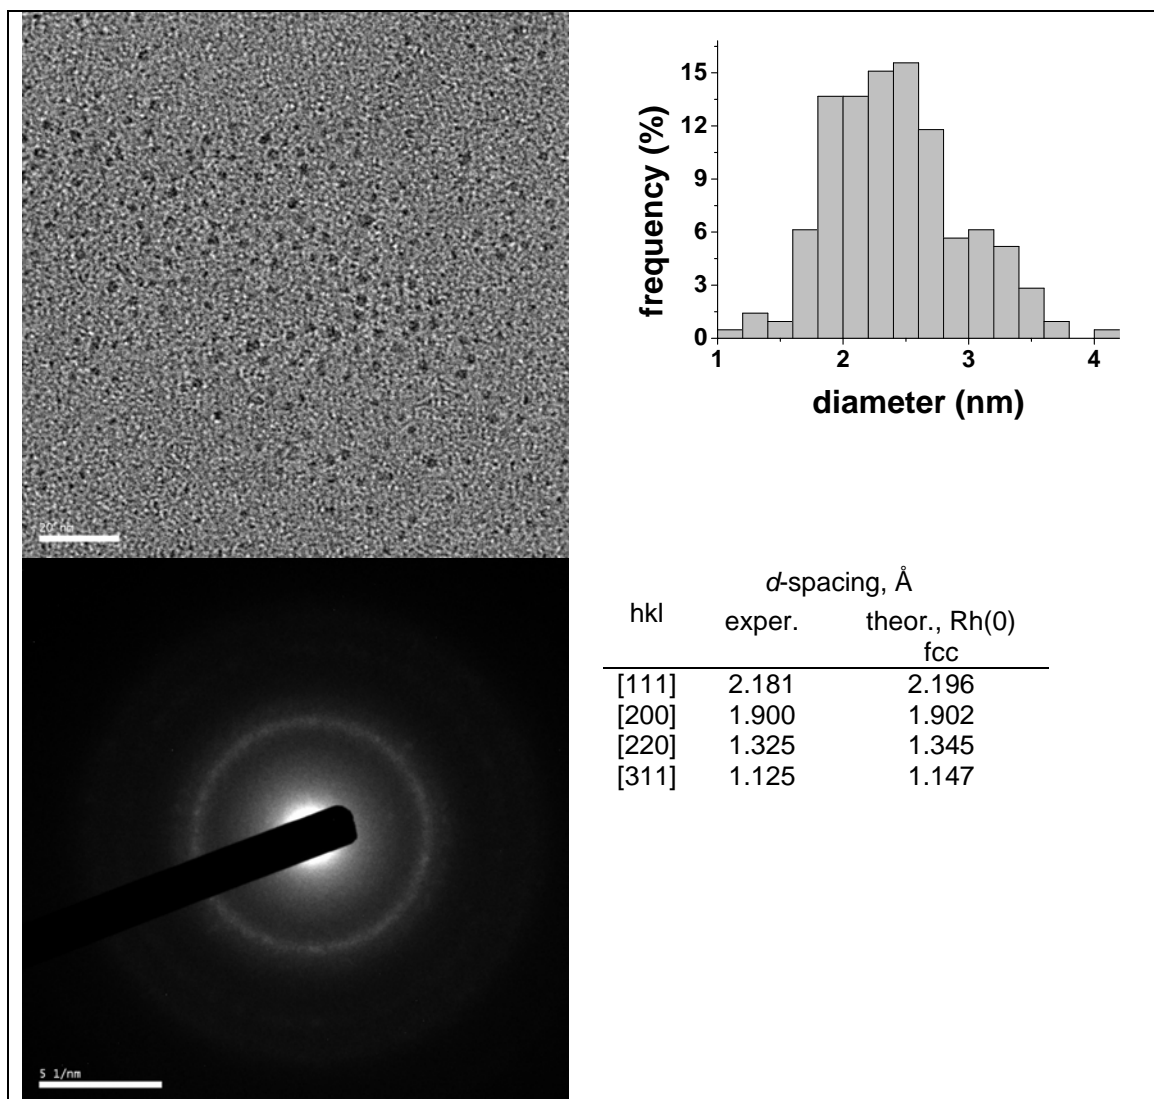 15
12
9
6
3
0
frequency (%)
1 2 3 4
diameter (nm)
20 nm
d-spacing, Å
hkl exper. theor., Rh(0)
fcc
[111] 2.181 2.196
[200] 1.900 1.902
[220] 1.325 1.345
[311] 1.125 1.147
5 1/nm